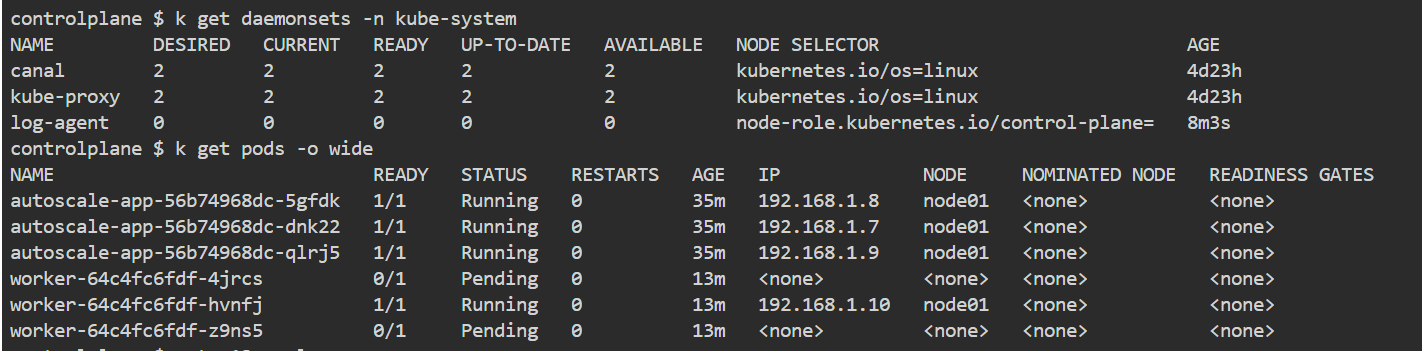 controlplane $ k get daemonsets -n kube-system
NAME DESIRED CURRENT READY UP-TO-DATE AVAILABLE NODE SELECTOR AGE
canal 2 2 2 2 2 kubernetes.io/os=linux 4d23h
kube-proxy 2 2 2 2 2 kubernetes.io/os=linux 4d23h
log-agent 0 0 0 0 0 node-role.kubernetes.io/control-plane= 8m3s
controlplane $ k get pods -o wide
NAME READY STATUS RESTARTS AGE IP NODE NOMINATED NODE READINESS GATES
autoscale-app-56b74968dc-5gfdk 1/1 Running 0 35m 192.168.1.8 node01 <none> <none>
autoscale-app-56b74968dc-dnk22 1/1 Running 0 35m 192.168.1.7 node01 <none> <none>
autoscale-app-56b74968dc-qlrj5 1/1 Running 0 35m 192.168.1.9 node01 <none> <none>
worker-64c4fc6fdf-4jrcs 0/1 Pending 0 13m <none> <none> <none> <none>
worker-64c4fc6fdf-hvnfj 1/1 Running 0 13m 192.168.1.10 node01 <none> <none>
worker-64c4fc6fdf-z9ns5 0/1 Pending 0 13m <none> <none> <none> <none>